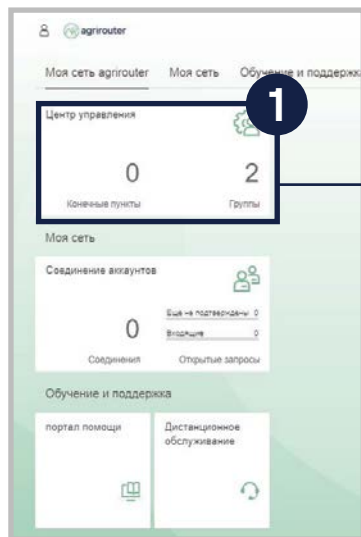 agrirouter
Моя сеть agrirouter Моя сеть Обучение и поддержк
1
Центр управления
0 2
Конечные пункты Группы
Моя сеть
Соединение аккаунтов
Еще не подтверждены 0
Входящие 0
0
Соединения Открытые запросы
Обучение и поддержка
портал помощи Дистанционное
обслуживание